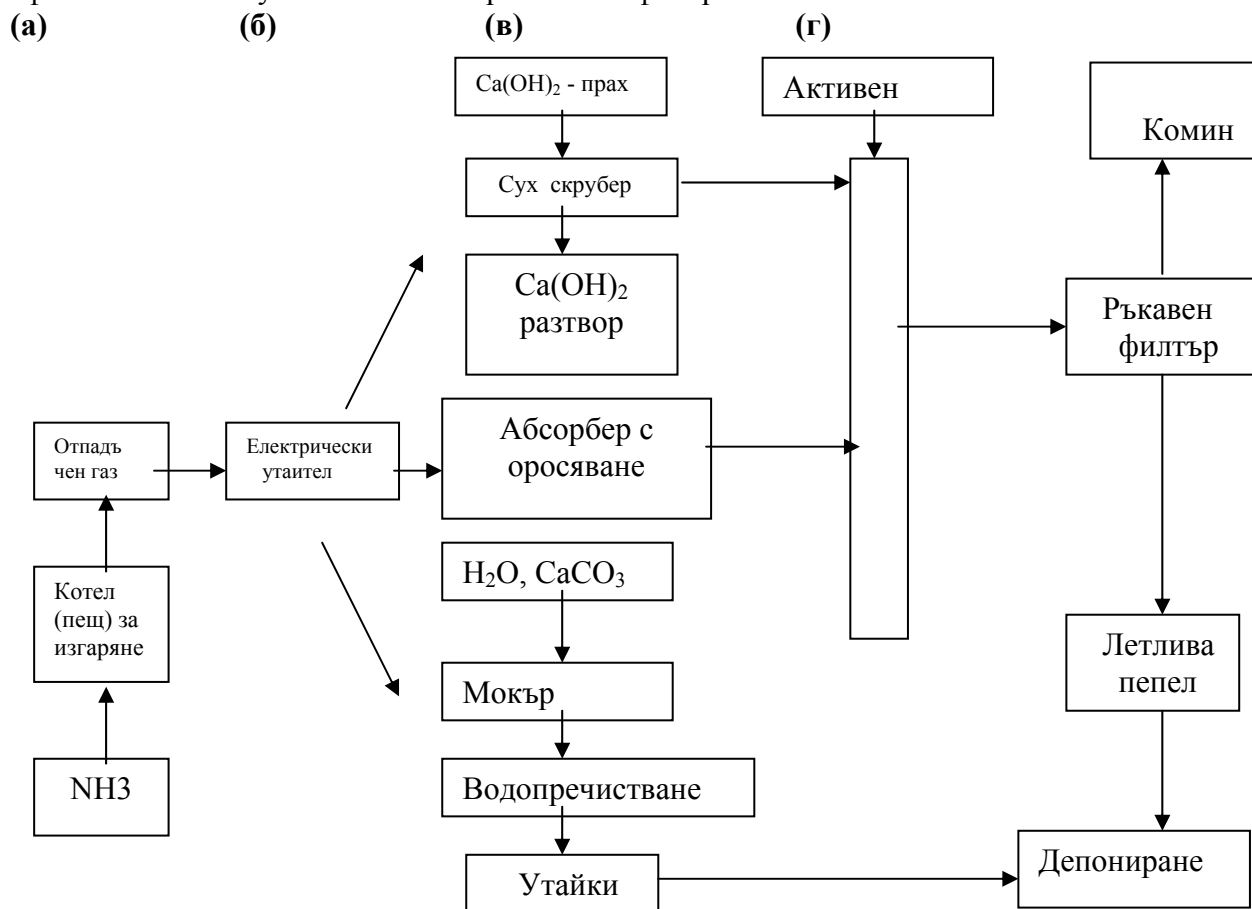 (а) (б) (в) (г)
Ca(OH)2 - прах
Активен
Комин
Сух скрубер
Ca(OH)2
разтвор
Ръкавен
филтър
Отпадъ
чен газ
Електрически
утаител
Абсорбер с
оросяване
H2O, CaCO3
Котел
(пещ) за
изгаряне
Летлива
пепел
Мокър
NH3
Водопречистване
Утайки
Депониране